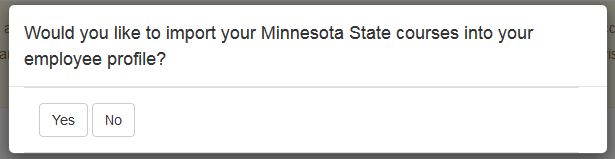 Would you like to import your Minnesota State courses into your
employee profile?
Yes No